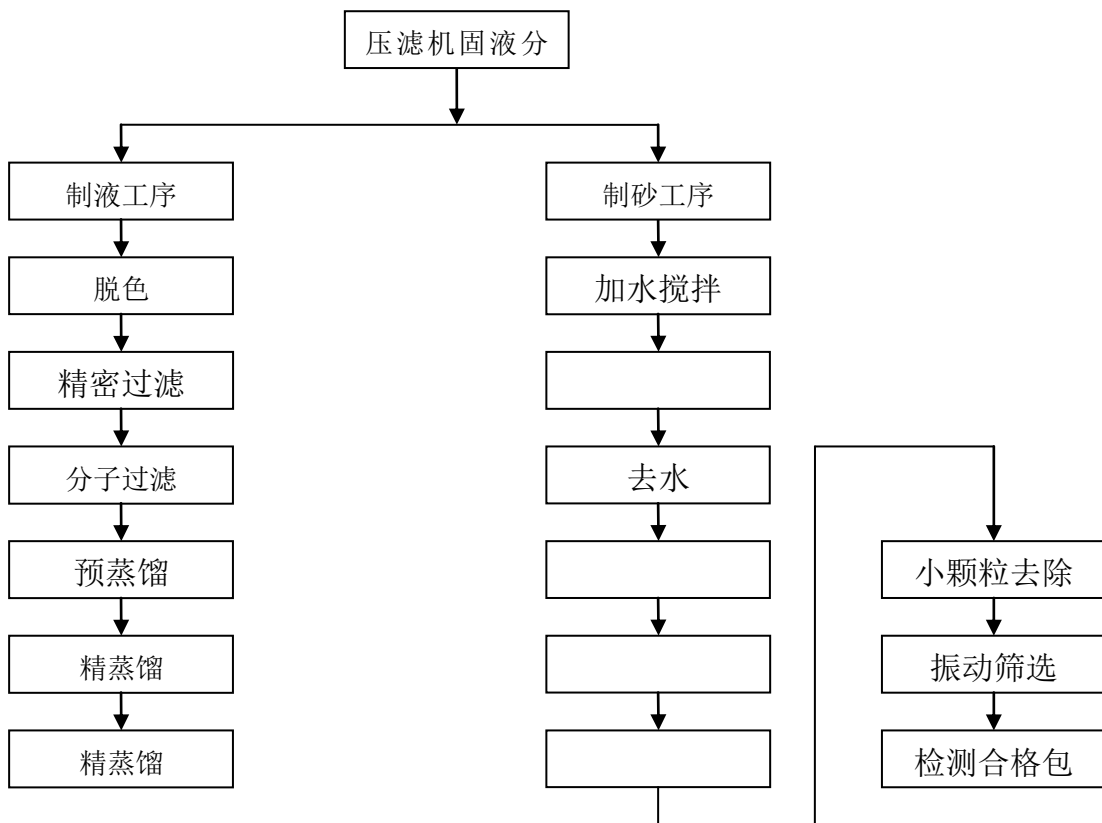 压滤机固液分
制液工序
脱色
精密过滤
分子过滤
预蒸馏
精蒸馏
精蒸馏
制砂工序
加水搅拌
去水
小颗粒去除
振动筛选
检测合格包